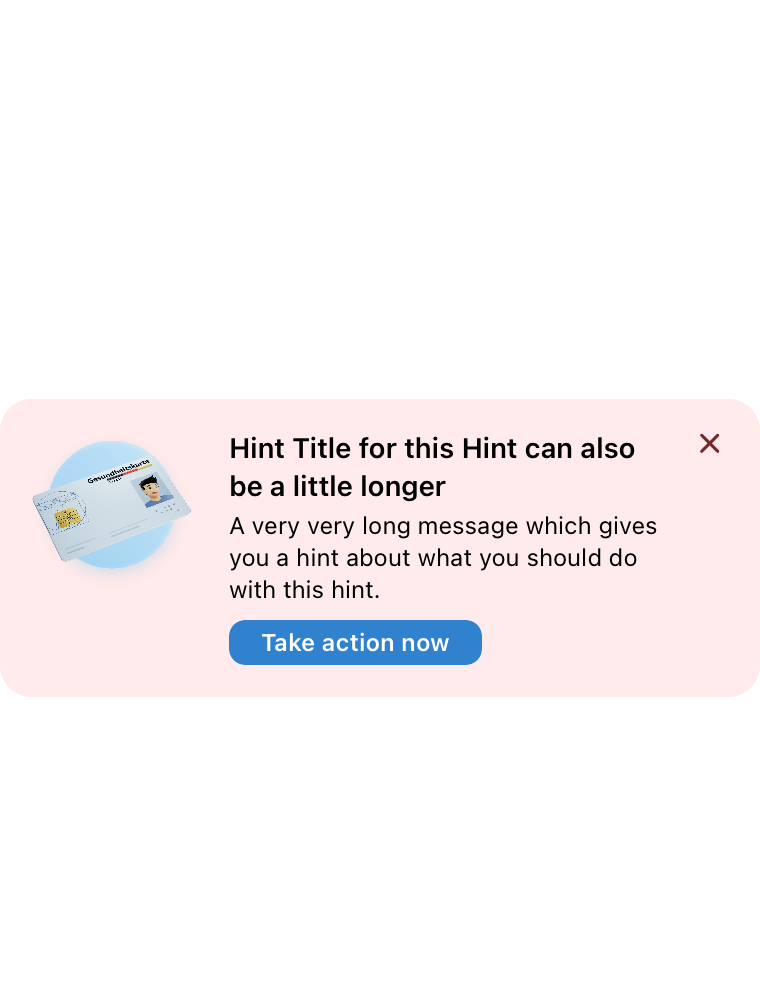 Hint Title for this Hint can also
be a little longer
A very very long message which gives
you a hint about what you should do
with this hint.
Take action now
Gesundheitskarte